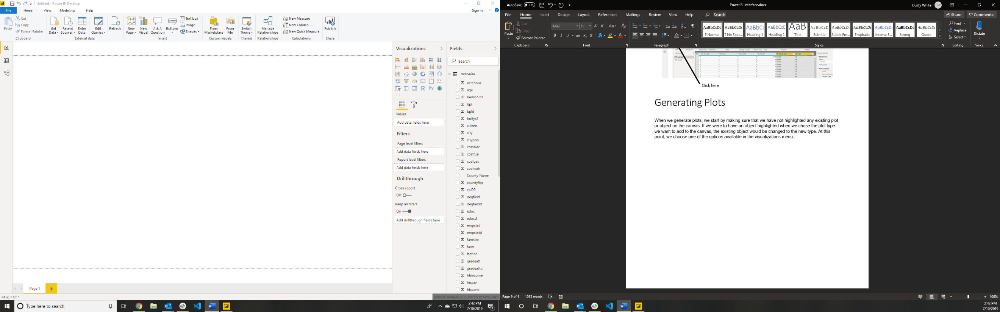 Untitled - Power BI Desktop
File Home View Modeling Help Sign in
Paste
Cut
Copy
Format Painter
Clipboard
Get Data
Recent Sources
Enter Data
Edit Queries
Refresh
External data
New Page
New Visual
Ask A Question
Buttons
Text box
Image
Shapes
Insert
From Marketplace
From File
Custom visuals
Switch Theme
Themes
Manage Relationships
Relationships
New Measure
New Column
New Quick Measure
Calculations
Publish
Share
Visualizations
R Py
Values
Add data fields here
Filters
Page level filters
Add data fields here
Report level filters
Add data fields here
Drillthrough
Cross-report
Off
Keep all filters
On
Add drillthrough fields here
Fields
Search
nebraska
Σ acrehous
Σ age
Σ bedrooms
Σ bpl
Σ bpld
Σ buityr2
Σ citizen
Σ city
Σ citypop
Σ costelec
Σ costfuel
Σ costgas
Σ costwatr
County Name
Σ countyfips
Σ cpi99
Σ degfield
Σ degfieldd
Σ educ
Σ educd
Σ empstat
Σ empstatd
Σ famsize
Σ farm
Σ ftotinc
Σ gradeatt
Σ gradeattd
Σ hhincome
Σ hispan
Σ hispand
Page 1
PAGE 1 OF 1
UPDATE AVAILABLE (CLICK TO DOWNLOAD)
Type here to search
2:42 PM
7/10/2019
AutoSave Off
Power BI Interface.docx
Dusty White DW
File Home Insert Design Layout References Mailings Review View Help Search
Share Comments
Paste
Cut
Copy
Format Painter
Clipboard
Arial 11
Font
Paragraph
AaBbCcDc ¶ Normal
AaBbCcDc ¶ No Spac...
AaBbCc Heading 1
AaBbCcD Heading 2
AaB Title
AaBbCcD Subtitle
AaBbCcDc Subtle Em...
AaBbCcDc Emphasis
AaBbCcDc Intense E...
AaBbCcDc Strong
AaBbCcDc Quote
Styles
Find
Replace
Select
Editing
Dictate
Voice
Click here
Generating Plots
When we generate plots, we start by making sure that we have not highlighted any existing plot
or object on the canvas. If we were to have an object highlighted when we chose the plot type
we want to add to the canvas, the existing object would be changed to the new type. At this
point, we choose one of the options available in the visualizations menu:
Page 9 of 9 1093 words
100%
2:42 PM
7/10/2019